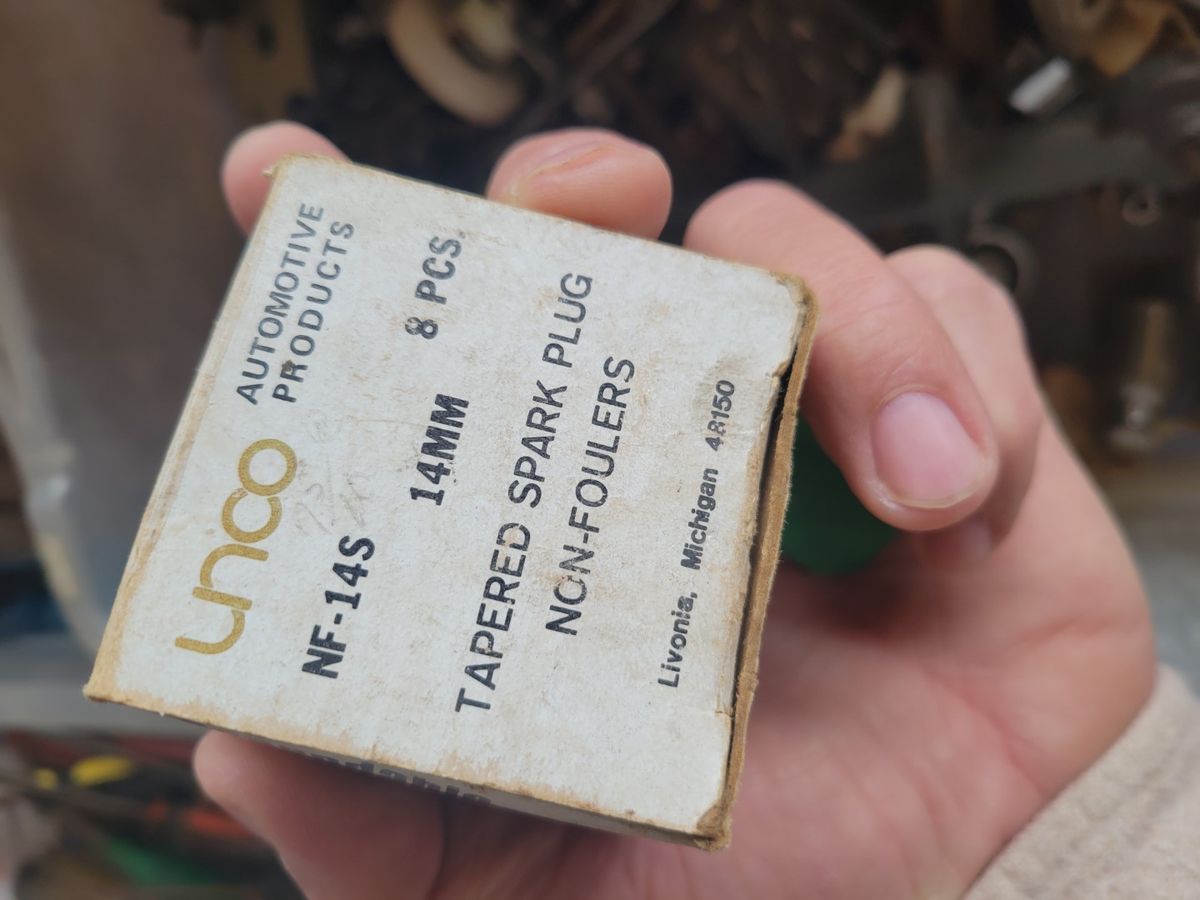 unco AUTOMOTIVE PRODUCTS
NF-14S 14MM 8 PCS.
TAPERED SPARK PLUG
NON-FOULERS
Livonia, Michigan 48150